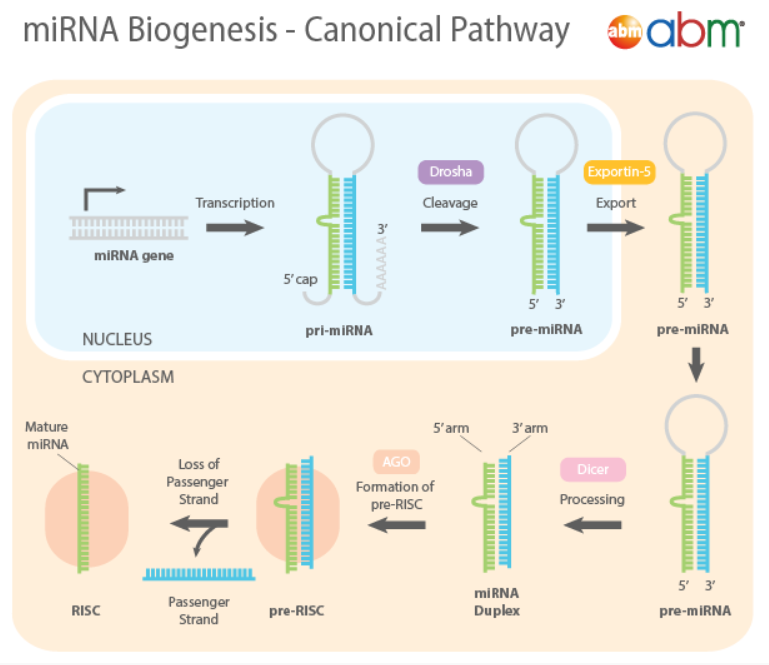 miRNA Biogenesis - Canonical Pathway
abm abm®
Drosha
Exportin-5
Transcription
Cleavage
Export
3’
miRNA gene
5’ cap
5’ 3’
5’ 3’
pri-miRNA
pre-miRNA
pre-miRNA
AAAAAA
NUCLEUS
CYTOPLASM
Mature
miRNA
5’ arm
3’ arm
Loss of
Passenger
Strand
AGO
Formation of
pre-RISC
Dicer
Processing
5’ 3’
RISC
Passenger
Strand
pre-RISC
miRNA
Duplex
pre-miRNA